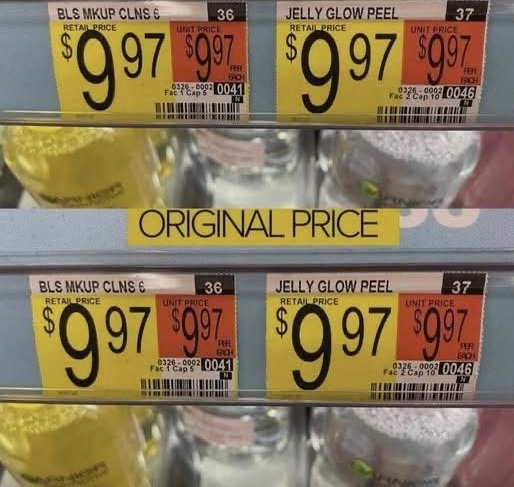 BLS MKUP CLNS 6 36
RETAIL PRICE UNIT PRICE
$9 97 $9 97
PER
EACH
0326-0002 0041
Fac 1 Cap 5 N
JELLY GLOW PEEL 37
RETAIL PRICE UNIT PRICE
$9 97 $9 97
PER
EACH
0326-0002 0046
Fac 2 Cap 10 N
ORIGINAL PRICE
BLS MKUP CLNS 6 36
RETAIL PRICE UNIT PRICE
$9 97 $9 97
PER
EACH
0326-0002 0041
Fac 1 Cap 5 N
JELLY GLOW PEEL 37
RETAIL PRICE UNIT PRICE
$9 97 $9 97
PER
EACH
0326-0002 0046
Fac 2 Cap 10 N
GARNIER